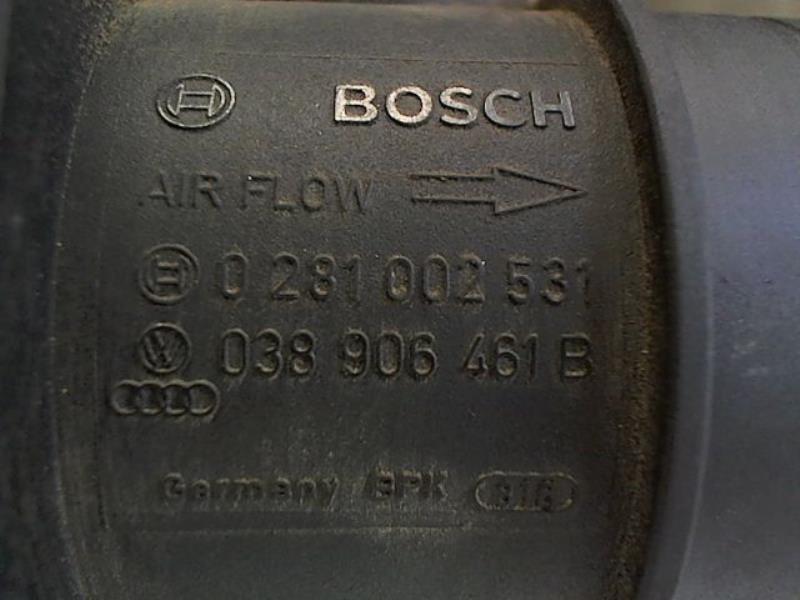 BOSCH
AIR FLOW
0 281 002 531
038 906 461 B
Germany